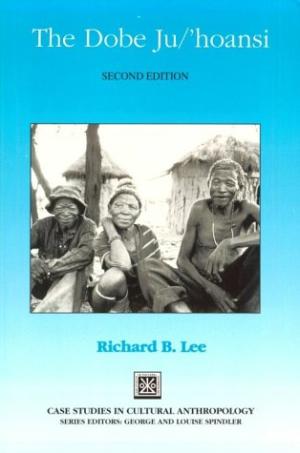 The Dobe Ju/'hoansi
SECOND EDITION
Richard B. Lee
CASE STUDIES IN CULTURAL ANTHROPOLOGY
SERIES EDITORS: GEORGE AND LOUISE SPINDLER